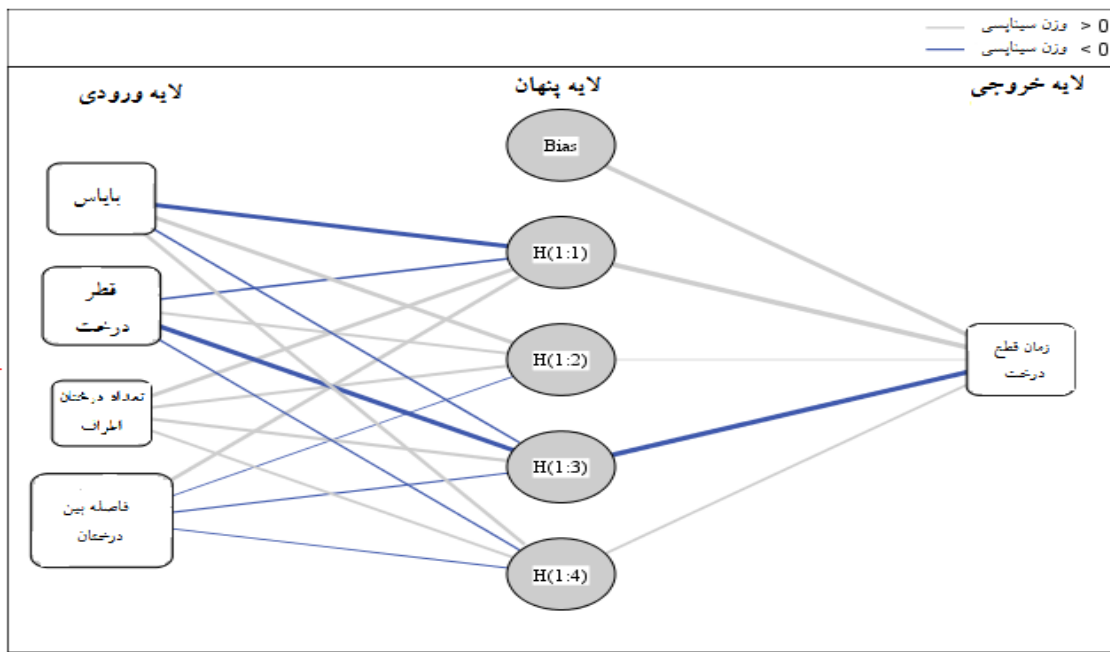 وزن سیناپسی > 0
وزن سیناپسی < 0
لایه ورودی
لایه پنهان
لایه خروجی
بایاس
قطر
درخت
تعداد درختان
اطراف
فاصله بین
درختان
Bias
H(1:1)
H(1:2)
H(1:3)
H(1:4)
زمان قطع
درخت